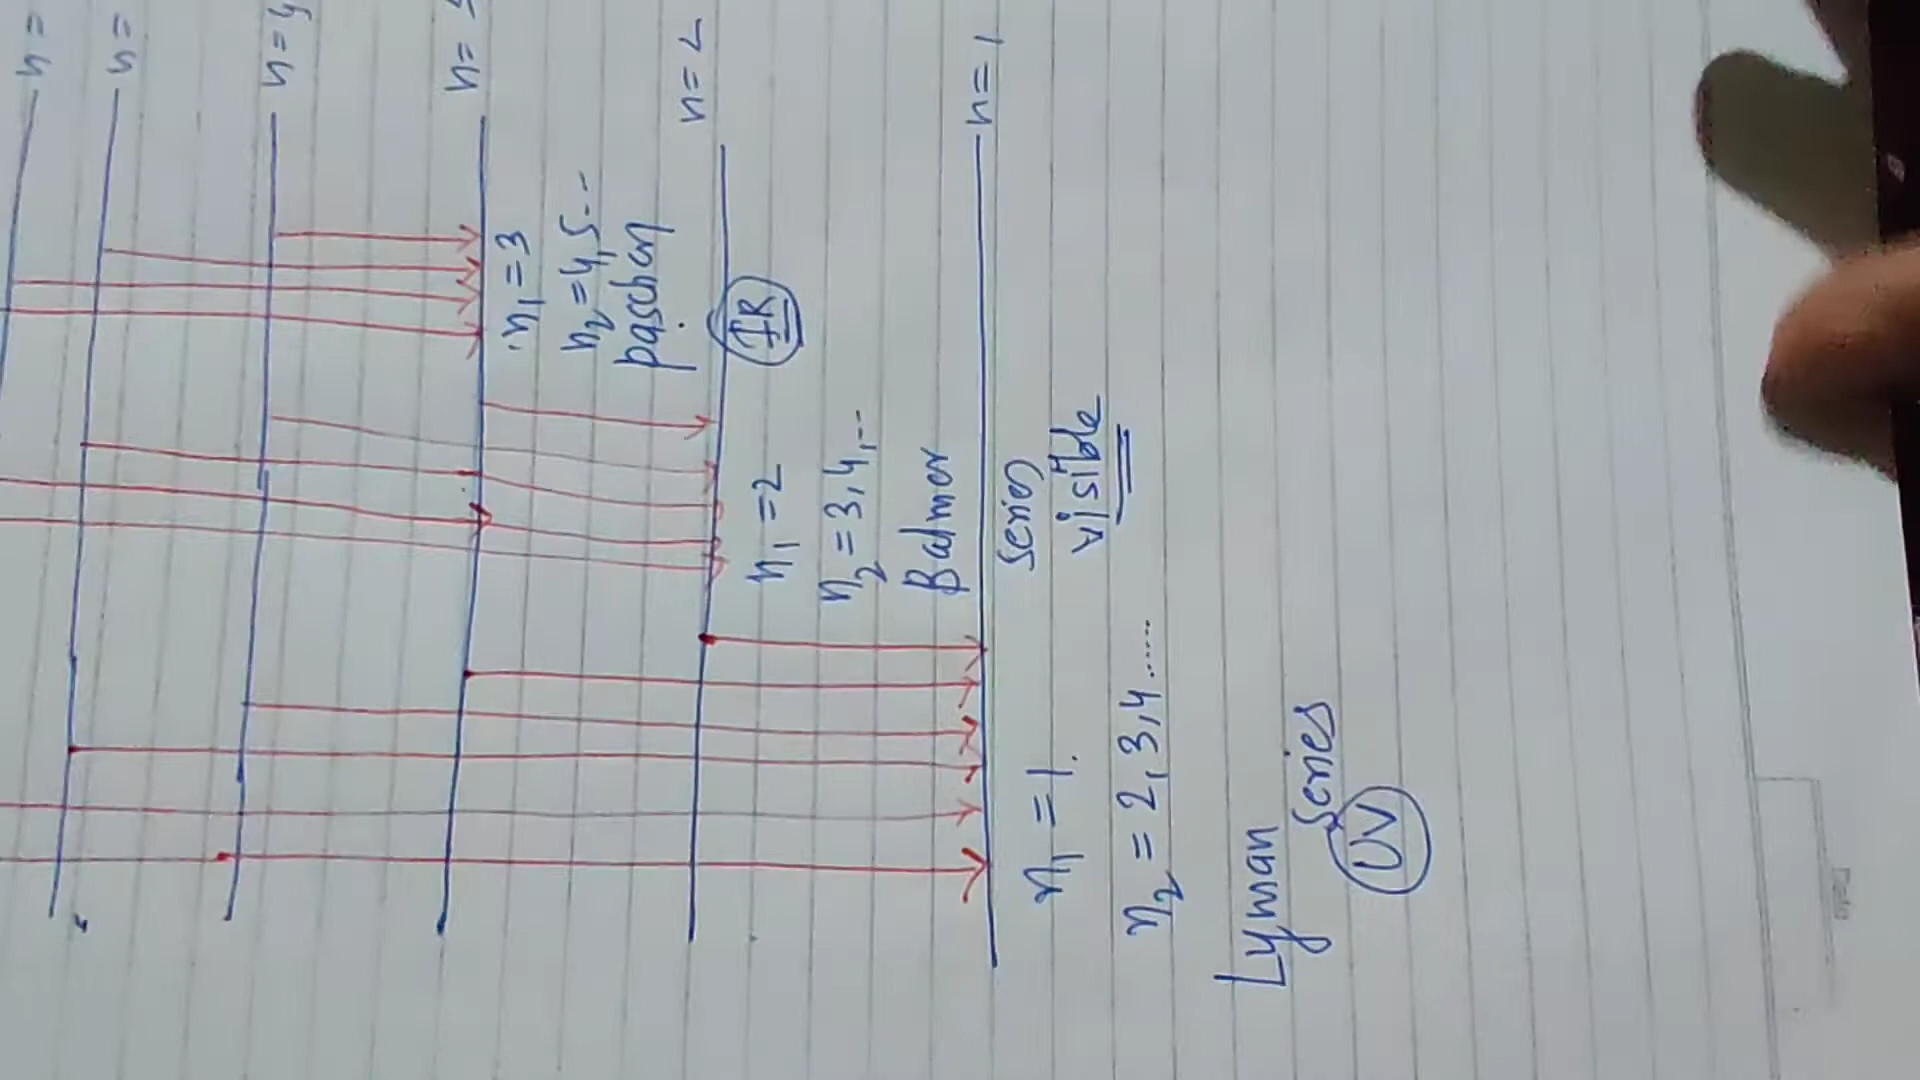 n =
n =
n = 4
n =
n = 2
n = 1
n₁ = 3
n₂ = 4,5--
paschen
IR
n₁ = 2
n₂ = 3,4,--
Balmer
series
visible
n₁ = 1.
n₂ = 2,3,4......
Lyman
series
UV